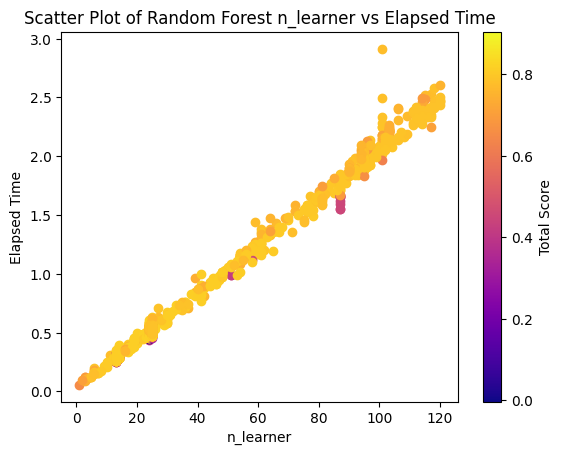 Scatter Plot of Random Forest n_learner vs Elapsed Time
3.0
2.5
2.0
1.5
1.0
0.5
0.0
Elapsed Time
0 20 40 60 80 100 120
n_learner
0.8
0.6
0.4
0.2
0.0
Total Score